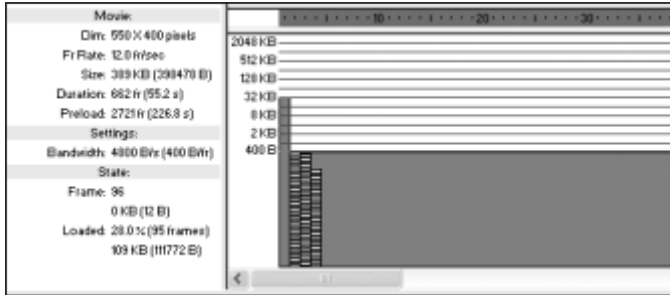 Movie:
Dim: 550 X 400 pixels
Fr Rate: 12.0 fr/sec
Size: 389 KB (398478 B)
Duration: 662 fr (55.2 s)
Preload: 2721 fr (226.8 s)
Settings:
Bandwidth: 4800 B/s (400 B/fr)
State:
Frame: 96
0 KB (12 B)
Loaded: 28.0 % (95 frames)
109 KB (111772 B)
10 20 30
2048 KB
512 KB
128 KB
32 KB
8 KB
2 KB
400 B